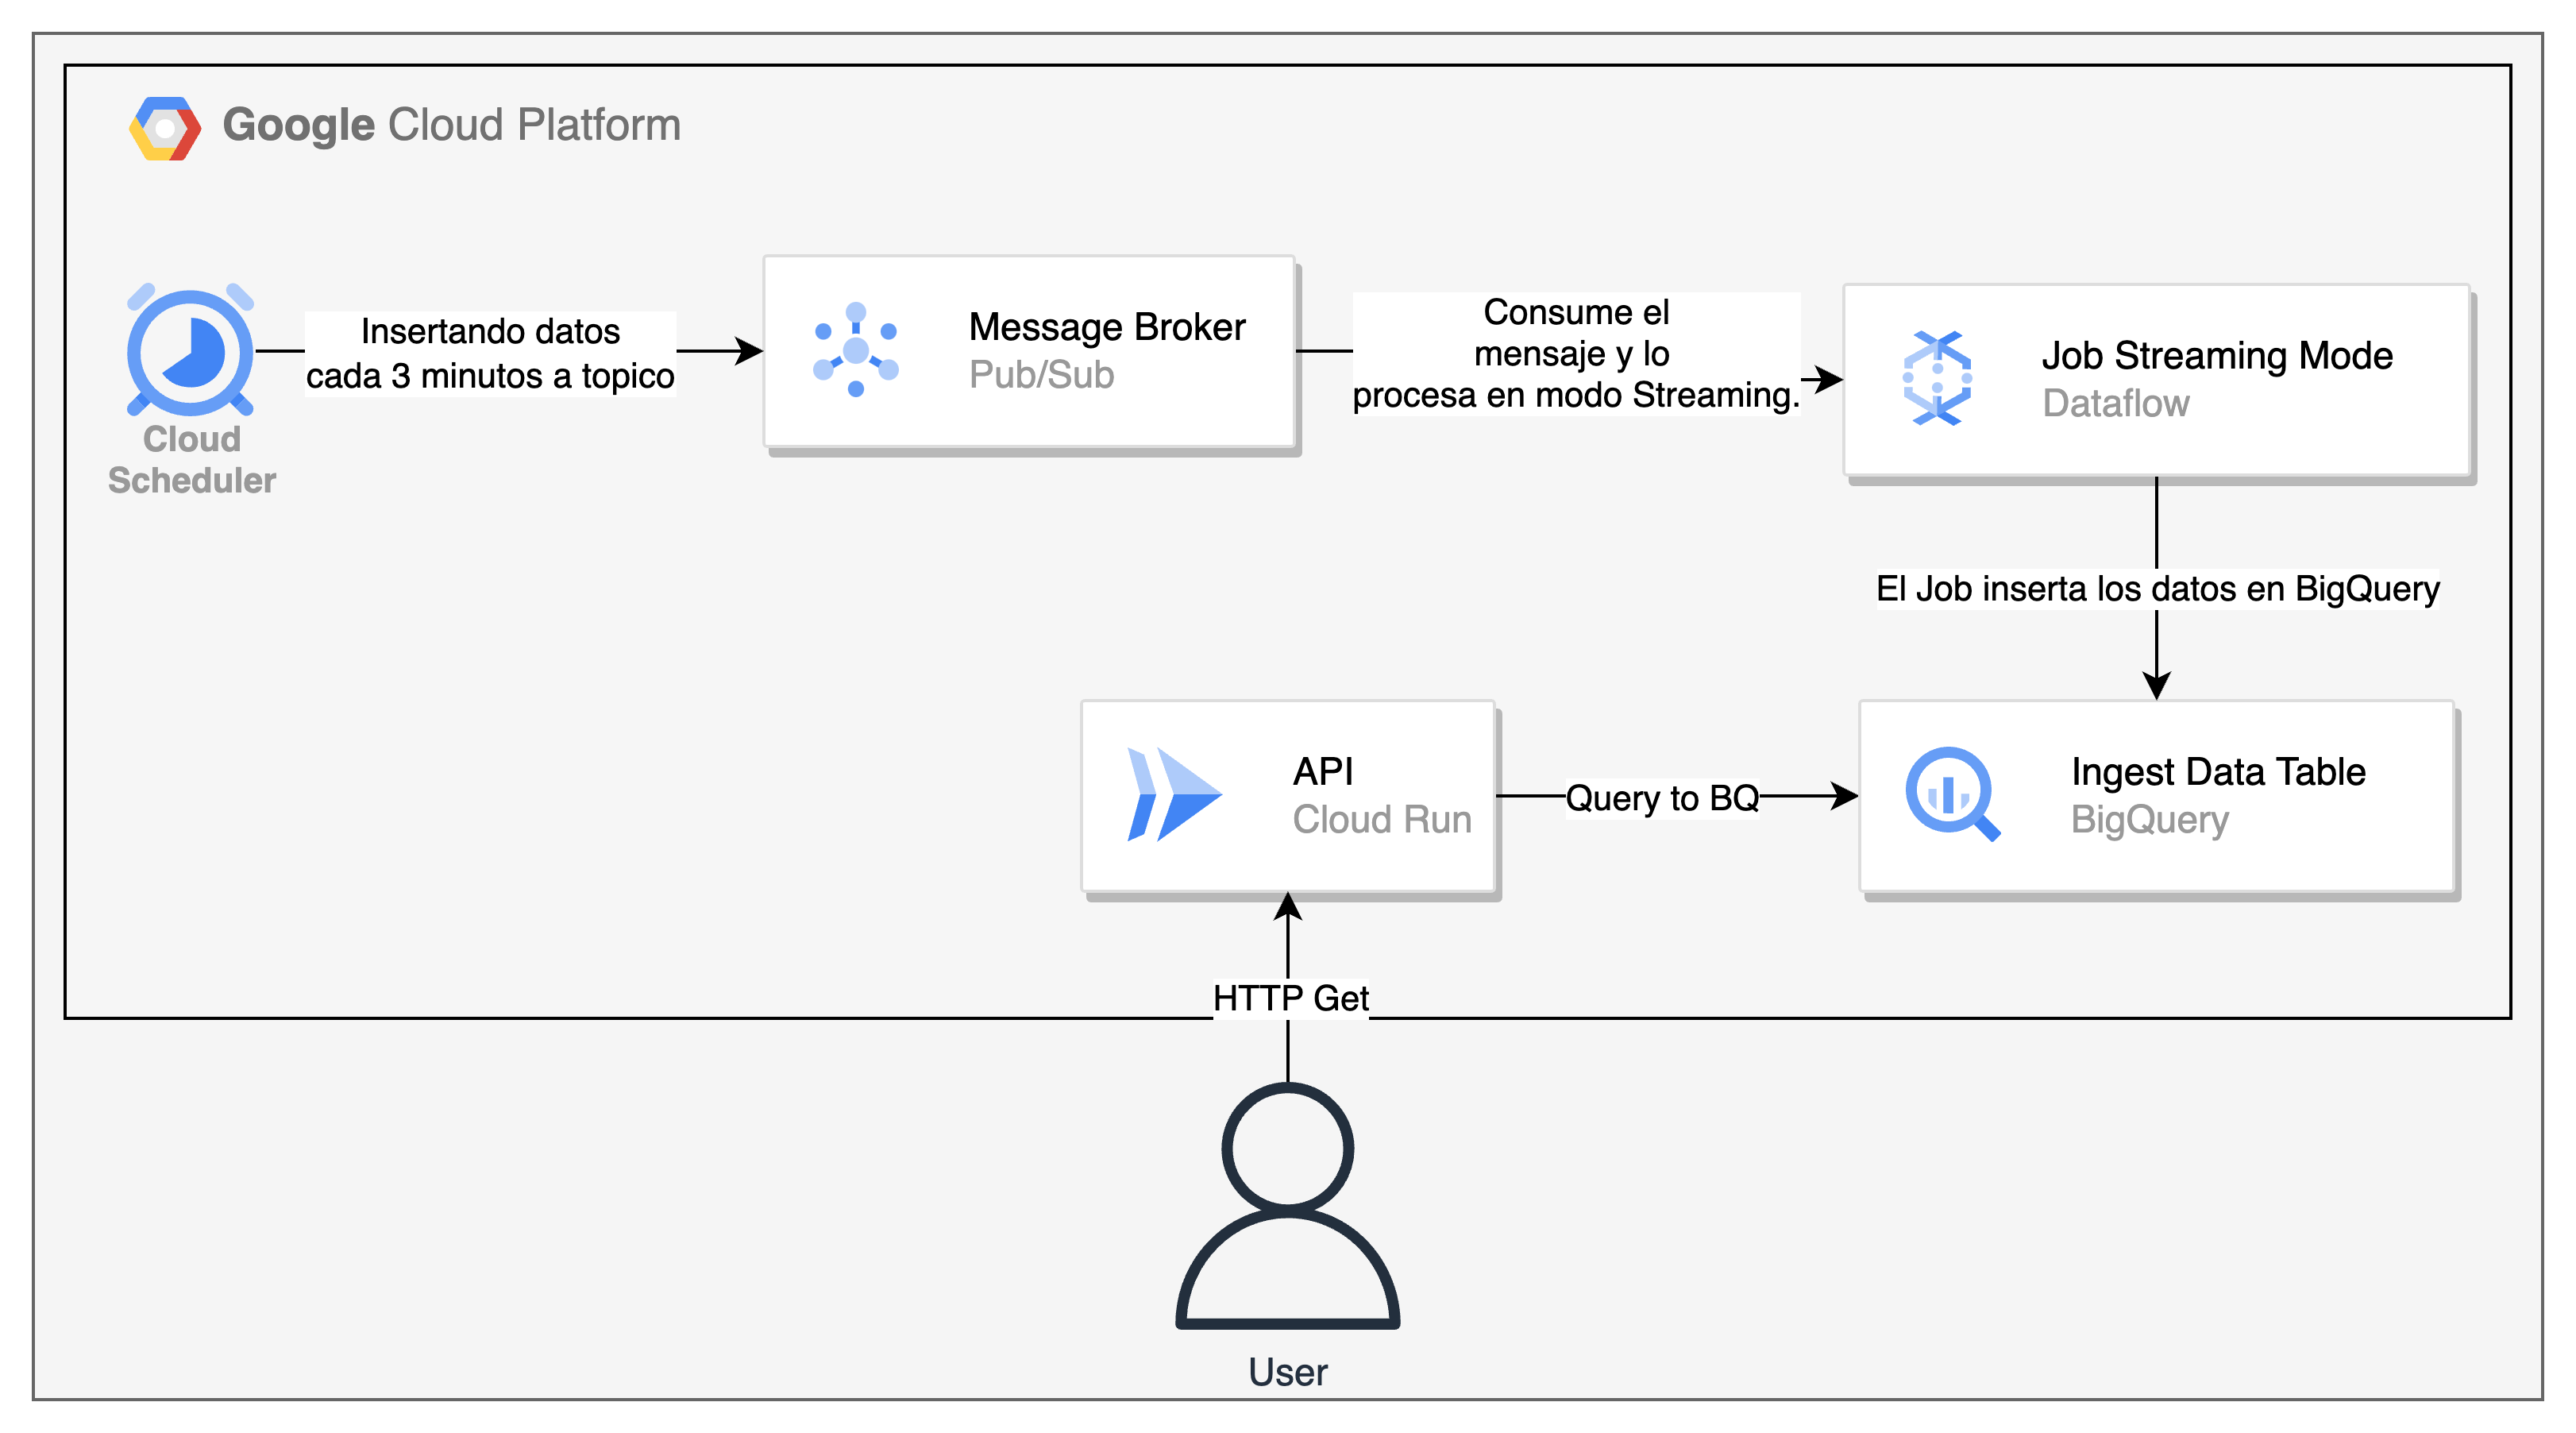 Google Cloud Platform
Cloud
Scheduler
Insertando datos
cada 3 minutos a topico
Message Broker
Pub/Sub
Consume el
mensaje y lo
procesa en modo Streaming.
Job Streaming Mode
Dataflow
El Job inserta los datos en BigQuery
API
Cloud Run
Query to BQ
Ingest Data Table
BigQuery
HTTP Get
User